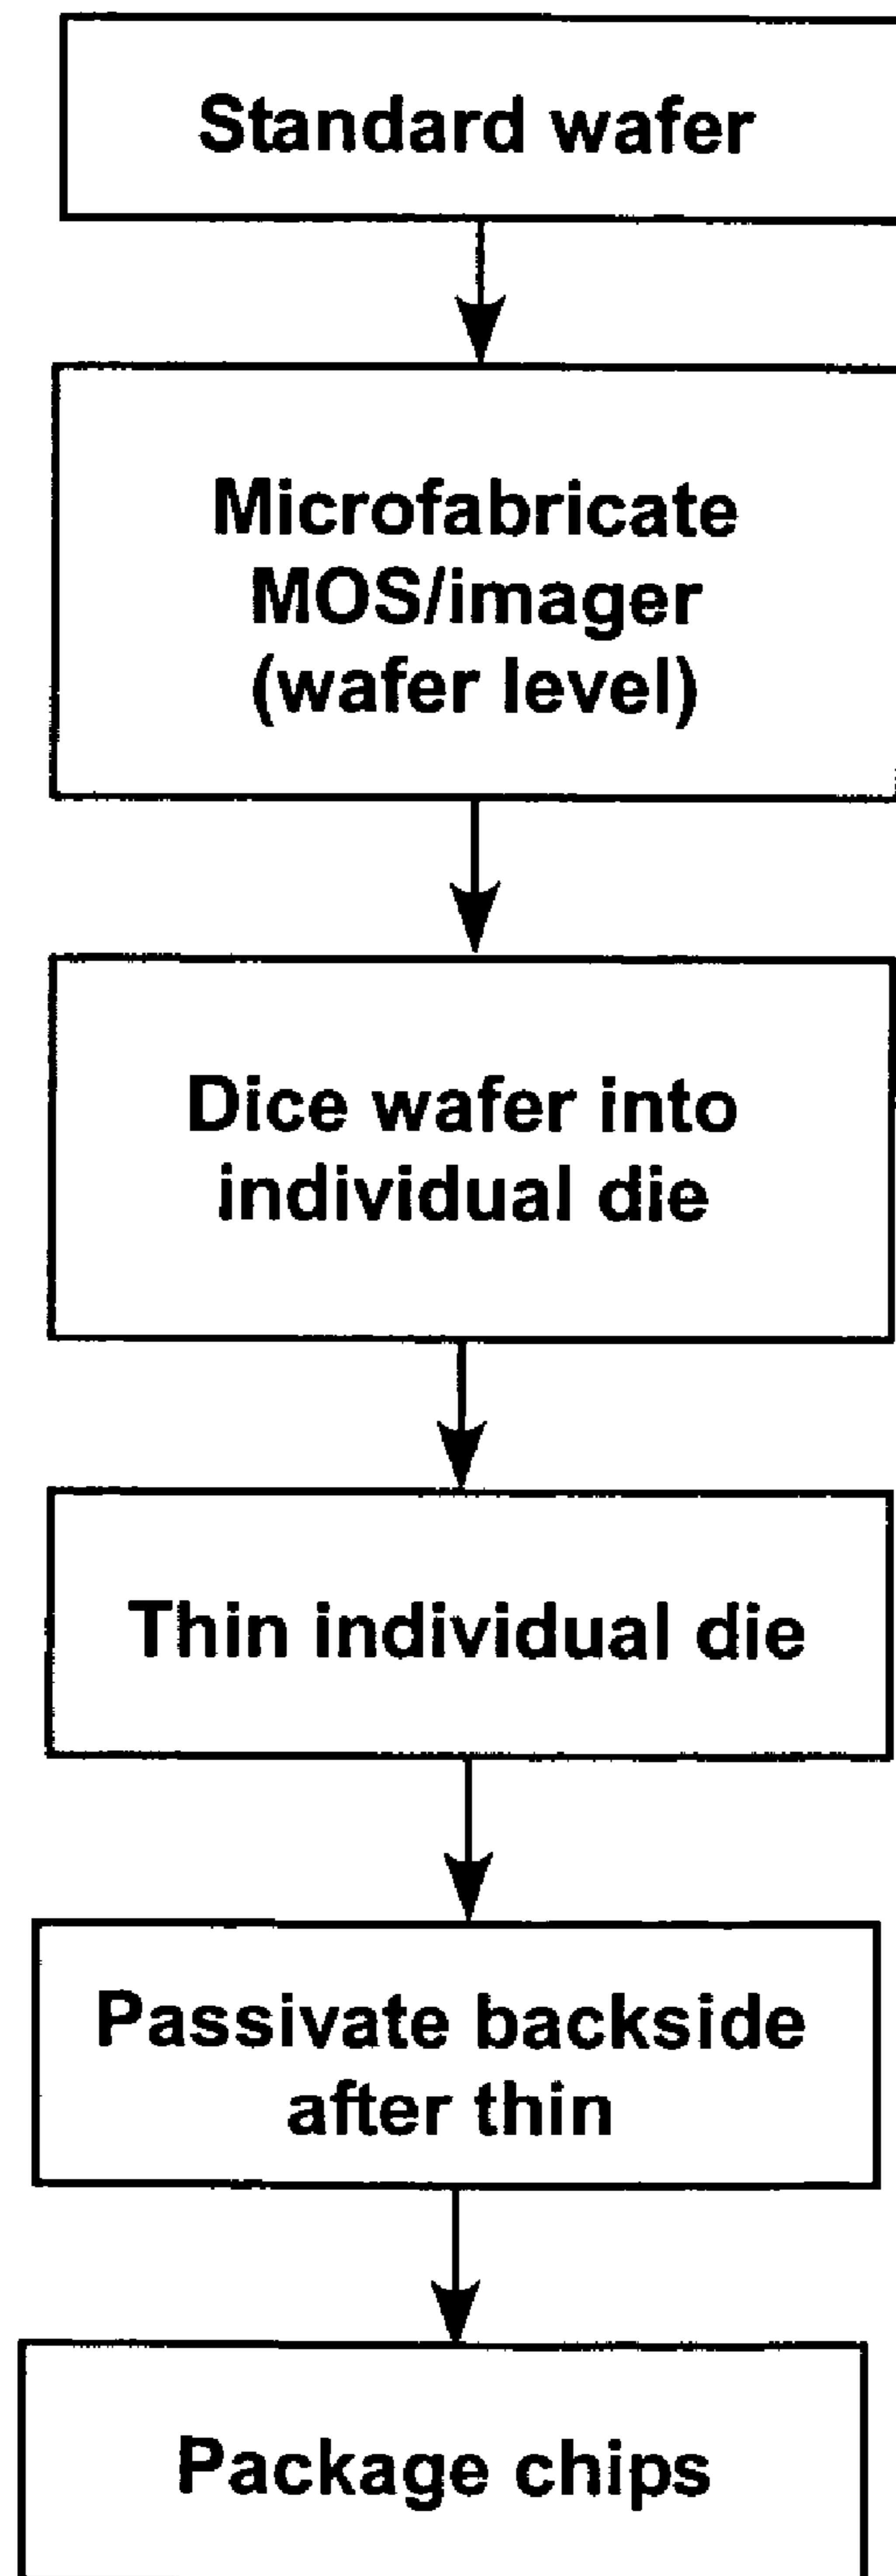 Standard wafer
Microfabricate
MOS/imager
(wafer level)
Dice wafer into
individual die
Thin individual die
Passivate backside
after thin
Package chips